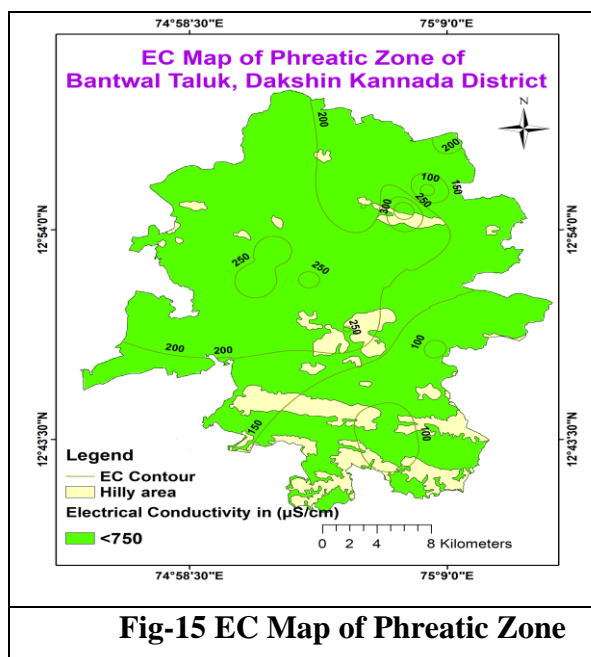 74°58'30"E
75°9'0"E
EC Map of Phreatic Zone of
Bantwal Taluk, Dakshin Kannada District
N
200
200
100
150
250
300
12°54'0"N
12°54'0"N
250
250
250
100
200
200
150
100
12°43'30"N
12°43'30"N
Legend
EC Contour
Hilly area
Electrical Conductivity in (µS/cm)
<750
0 2 4 8 Kilometers
74°58'30"E
75°9'0"E
Fig-15 EC Map of Phreatic Zone